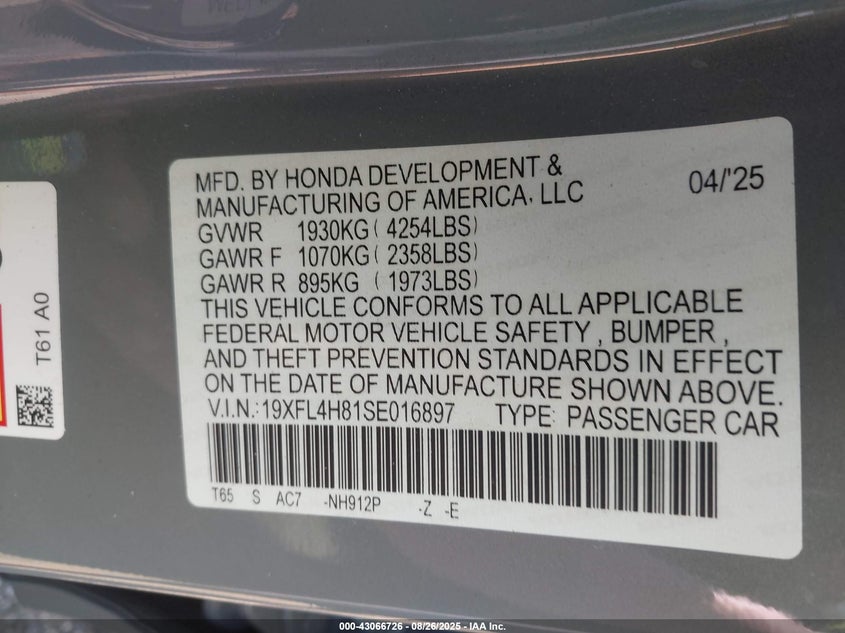 MFD. BY HONDA DEVELOPMENT &
MANUFACTURING OF AMERICA, LLC
04/'25
GVWR 1930KG ( 4254LBS)
GAWR F 1070KG ( 2358LBS)
GAWR R 895KG ( 1973LBS)
THIS VEHICLE CONFORMS TO ALL APPLICABLE
FEDERAL MOTOR VEHICLE SAFETY , BUMPER ,
AND THEFT PREVENTION STANDARDS IN EFFECT
ON THE DATE OF MANUFACTURE SHOWN ABOVE.
V.I.N.:19XFL4H81SE016897 TYPE: PASSENGER CAR
T65 S AC7 -NH912P -Z -E
T61 A0
000-43066726 - 08/26/2025 - IAA Inc.